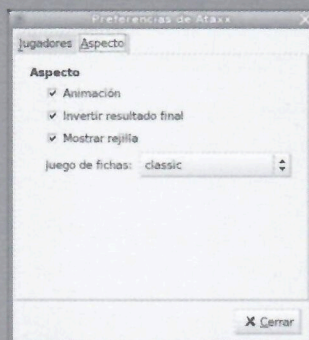 Preferencias de Ataxx
Jugadores Aspecto
Aspecto
Animación
Invertir resultado final
Mostrar rejilla
Juego de fichas: classic
Cerrar